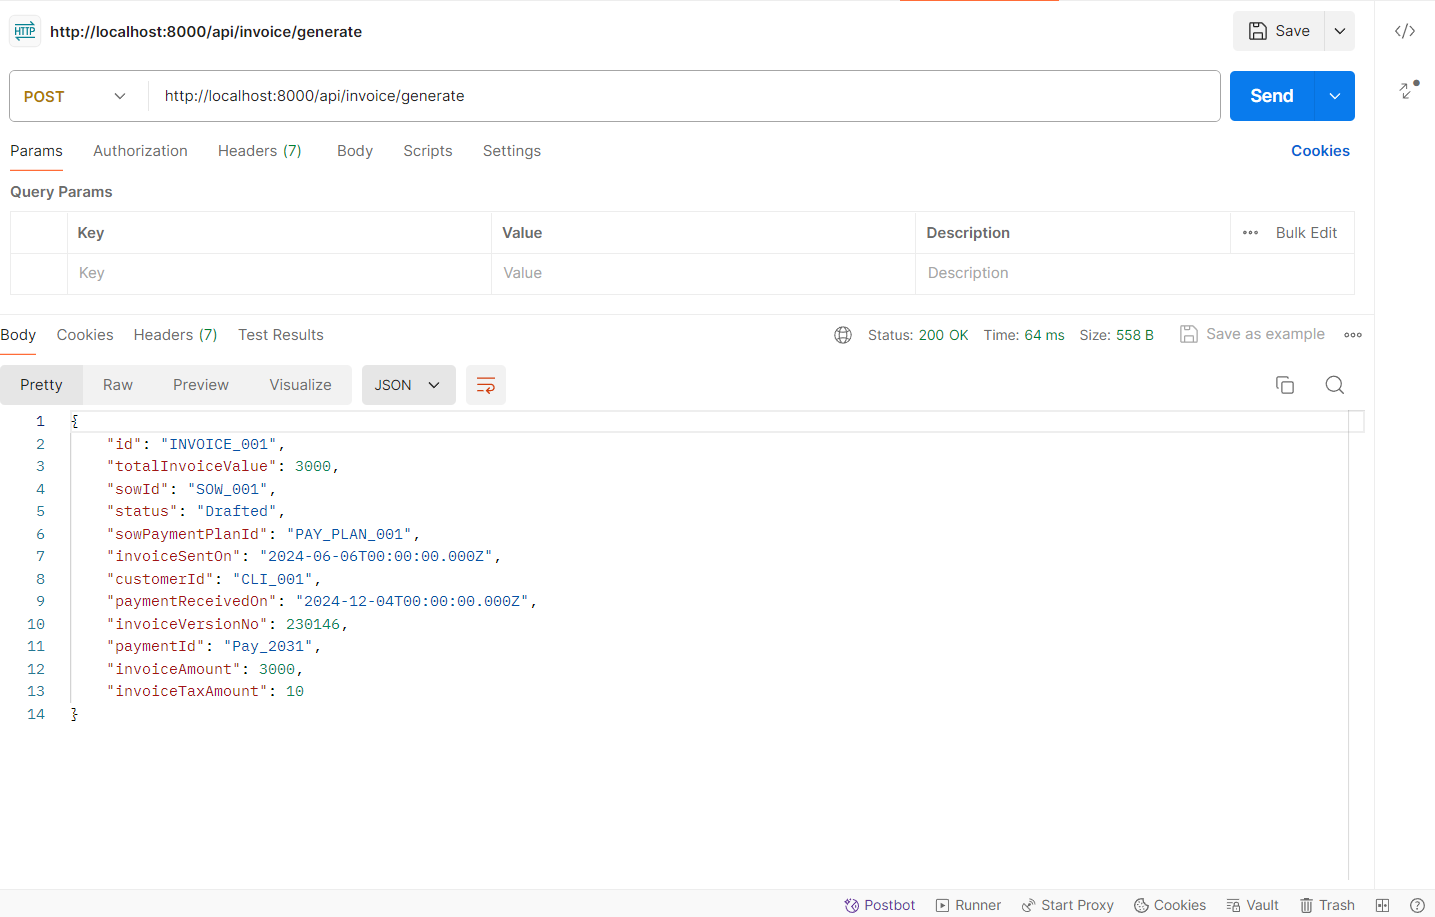 HTTP http://localhost:8000/api/invoice/generate Save
POST http://localhost:8000/api/invoice/generate Send
Params Authorization Headers (7) Body Scripts Settings Cookies
Query Params
Key Value Description Bulk Edit
Key Value Description
Body Cookies Headers (7) Test Results Status: 200 OK Time: 64 ms Size: 558 B Save as example
Pretty Raw Preview Visualize JSON
1 {
2 "id": "INVOICE_001",
3 "totalInvoiceValue": 3000,
4 "sowId": "SOW_001",
5 "status": "Drafted",
6 "sowPaymentPlanId": "PAY_PLAN_001",
7 "invoiceSentOn": "2024-06-06T00:00:00.000Z",
8 "customerId": "CLI_001",
9 "paymentReceivedOn": "2024-12-04T00:00:00.000Z",
10 "invoiceVersionNo": 230146,
11 "paymentId": "Pay_2031",
12 "invoiceAmount": 3000,
13 "invoiceTaxAmount": 10
14 }
Postbot Runner Start Proxy Cookies Vault Trash